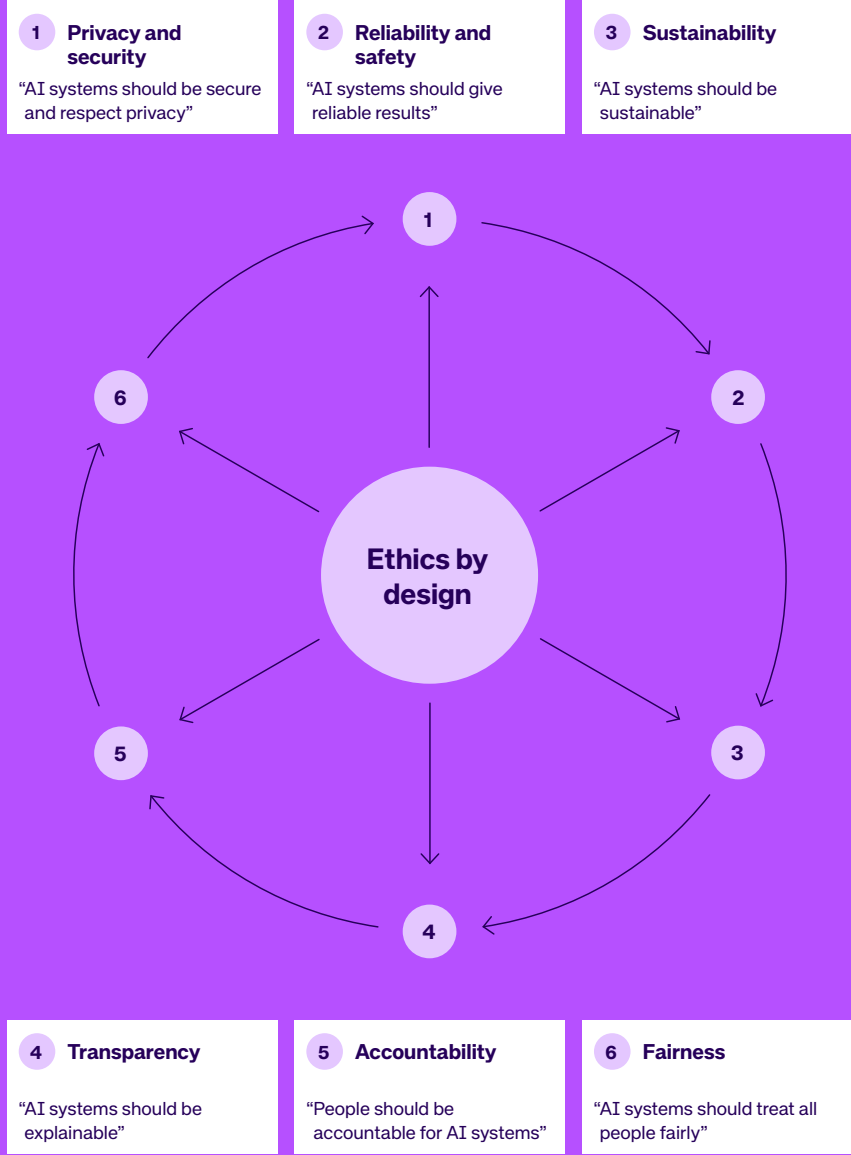 1 Privacy and
security
“AI systems should be secure
and respect privacy”
2 Reliability and
safety
“AI systems should give
reliable results”
3 Sustainability
“AI systems should be
sustainable”
1
6
2
Ethics by
design
5
3
4
4 Transparency
“AI systems should be
explainable”
5 Accountability
“People should be
accountable for AI systems”
6 Fairness
“AI systems should treat all
people fairly”